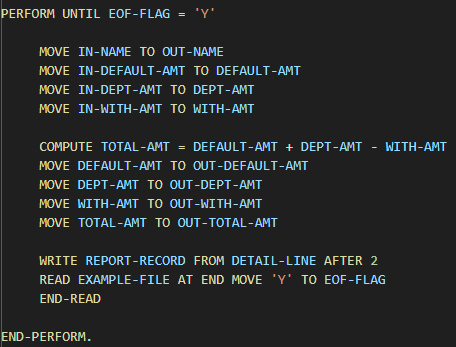 PERFORM UNTIL EOF-FLAG = 'Y'
MOVE IN-NAME TO OUT-NAME
MOVE IN-DEFAULT-AMT TO DEFAULT-AMT
MOVE IN-DEPT-AMT TO DEPT-AMT
MOVE IN-WITH-AMT TO WITH-AMT
COMPUTE TOTAL-AMT = DEFAULT-AMT + DEPT-AMT - WITH-AMT
MOVE DEFAULT-AMT TO OUT-DEFAULT-AMT
MOVE DEPT-AMT TO OUT-DEPT-AMT
MOVE WITH-AMT TO OUT-WITH-AMT
MOVE TOTAL-AMT TO OUT-TOTAL-AMT
WRITE REPORT-RECORD FROM DETAIL-LINE AFTER 2
READ EXAMPLE-FILE AT END MOVE 'Y' TO EOF-FLAG
END-READ
END-PERFORM.